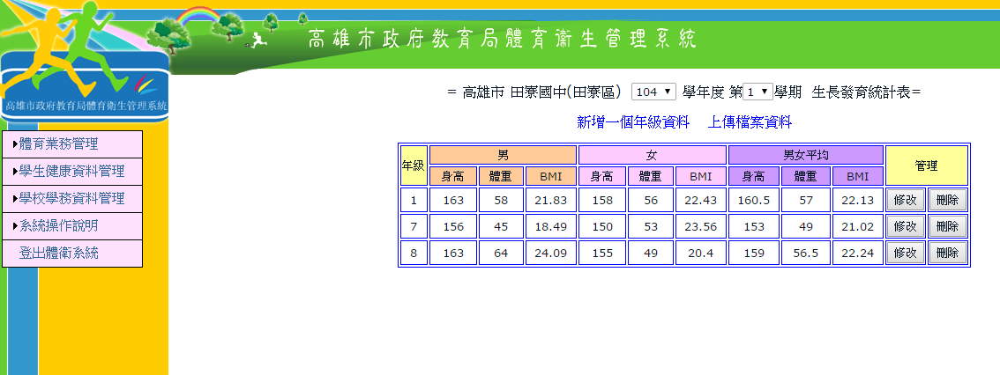 高雄市政府教育局體育衛生管理系統
高雄市政府教育局體育衛生管理系統
體育業務管理
學生健康資料管理
學校學務資料管理
系統操作說明
登出體衛系統
= 高雄市 田寮國中(田寮區) 104 學年度 第 1 學期 生長發育統計表=
新增一個年級資料 上傳檔案資料
年級 男 女 男女平均 管理
身高 體重 BMI 身高 體重 BMI 身高 體重 BMI
1 163 58 21.83 158 56 22.43 160.5 57 22.13 修改 刪除
7 156 45 18.49 150 53 23.56 153 49 21.02 修改 刪除
8 163 64 24.09 155 49 20.4 159 56.5 22.24 修改 刪除